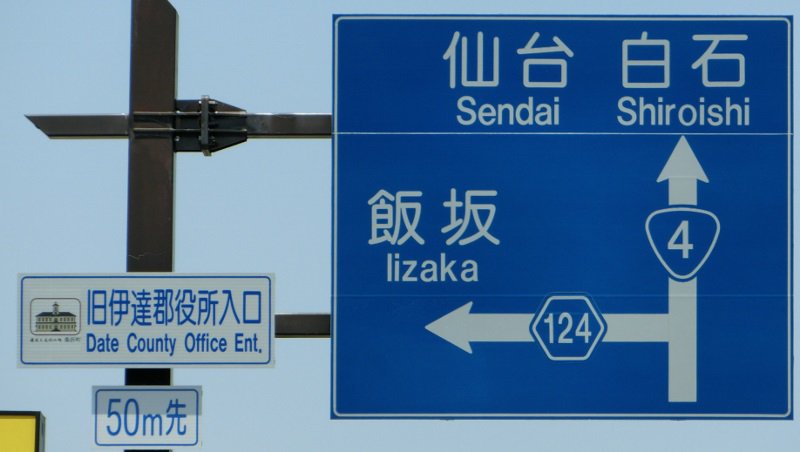 仙台 白石
Sendai Shiroishi
飯坂
Iizaka
4
124
旧伊達郡役所入口
Date County Office Ent.
50m先